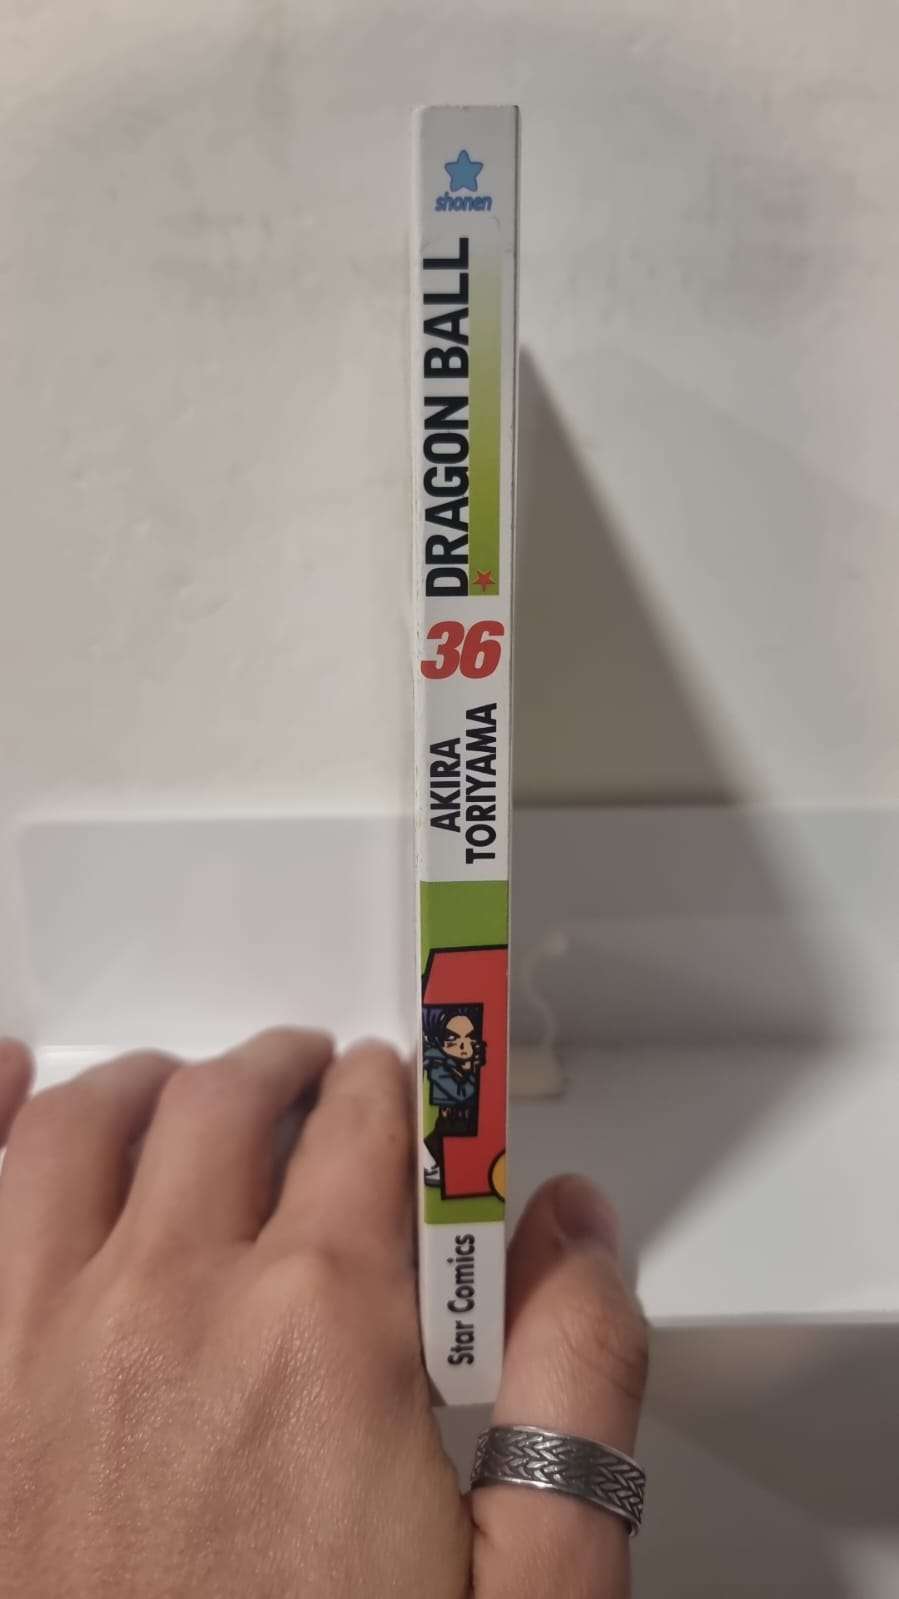 shonen
DRAGON BALL
36
AKIRA
TORIYAMA
Star Comics